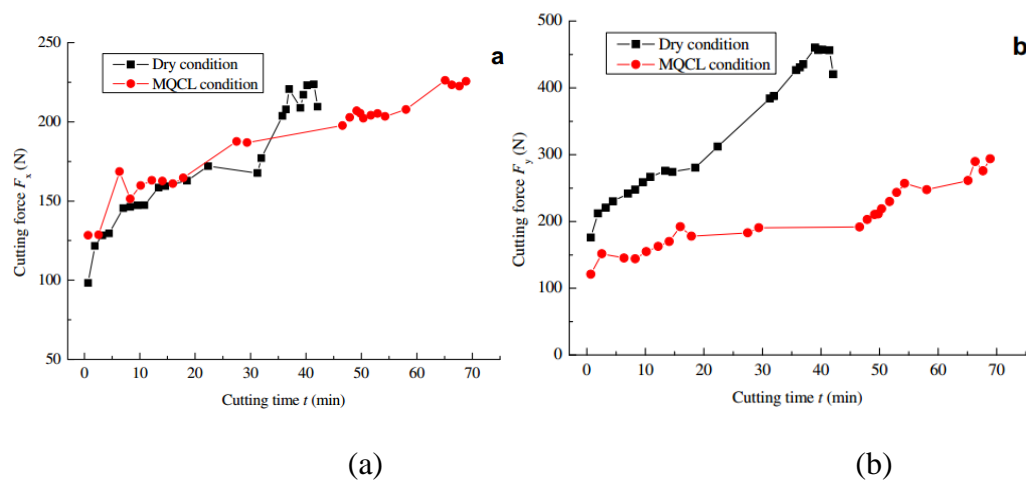 250
200
150
100
50
Cutting force Fx (N)
Dry condition
MQCL condition
a
0 10 20 30 40 50 60 70
Cutting time t (min)
500
400
300
200
100
0
Cutting force Fy (N)
Dry condition
MQCL condition
b
0 10 20 30 40 50 60 70
Cutting time t (min)
(a) (b)